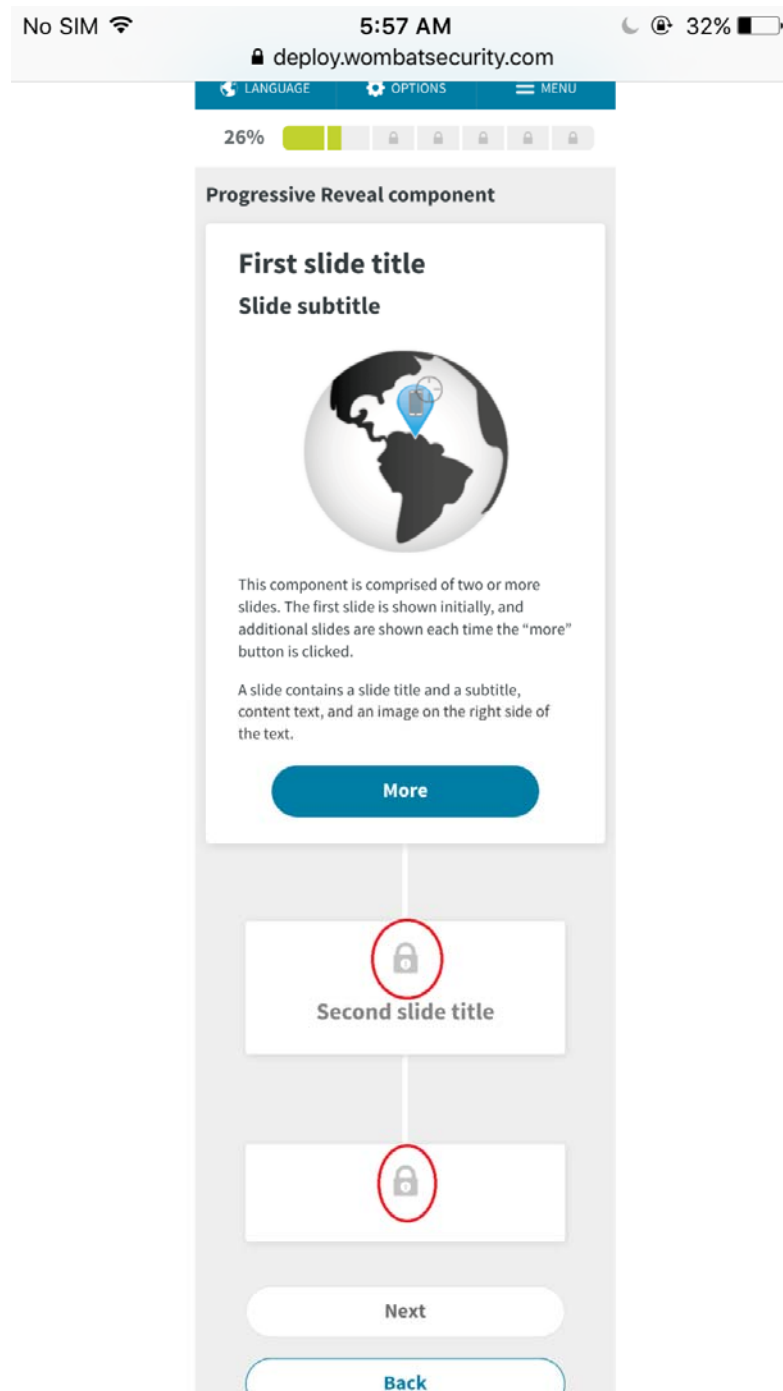 No SIM 5:57 AM 32%
deploy.wombatsecurity.com
LANGUAGE OPTIONS MENU
26%
Progressive Reveal component
First slide title
Slide subtitle
This component is comprised of two or more
slides. The first slide is shown initially, and
additional slides are shown each time the “more”
button is clicked.
A slide contains a slide title and a subtitle,
content text, and an image on the right side of
the text.
More
Second slide title
Next
Back